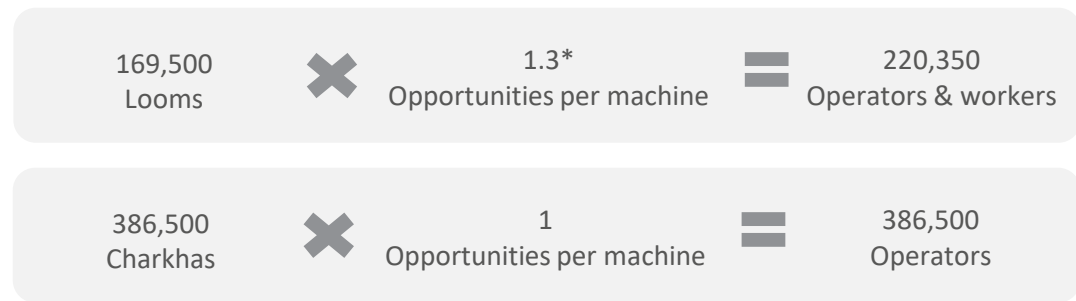 169,500
Looms
1.3*
Opportunities per machine
220,350
Operators & workers
386,500
Charkhas
1
Opportunities per machine
386,500
Operators